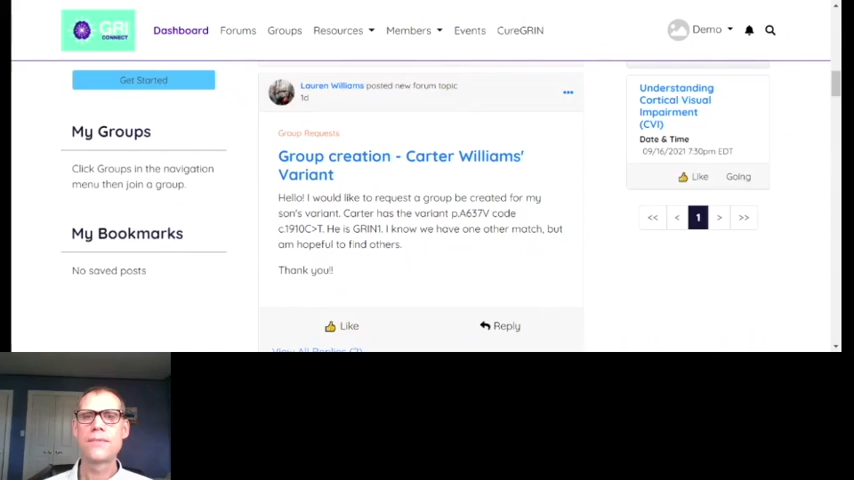 GRI
CONNECT
Dashboard
Forums
Groups
Resources
Members
Events
CureGRIN
Demo
Get Started
My Groups
Click Groups in the navigation
menu then join a group.
My Bookmarks
No saved posts
Lauren Williams posted new forum topic
1d
Group Requests
Group creation - Carter Williams'
Variant
Hello! I would like to request a group be created for my
son's variant. Carter has the variant p.A637V code
c.1910C>T. He is GRIN1. I know we have one other match, but
am hopeful to find others.
Thank you!!
Like
Reply
View All Replies (2)
Understanding
Cortical Visual
Impairment
(CVI)
Date & Time
09/16/2021 7:30pm EDT
Like
Going
<< < 1 > >>